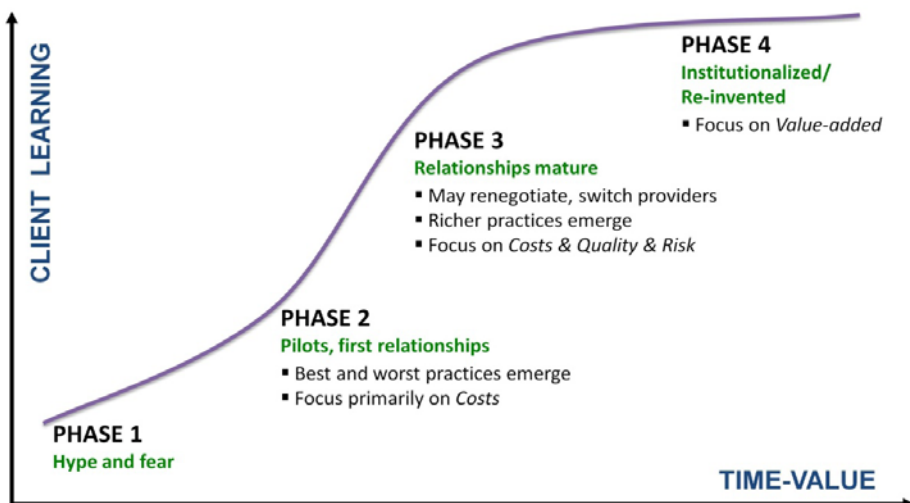 CLIENT LEARNING
PHASE 4
Institutionalized/
Re-invented
▪ Focus on Value-added
PHASE 3
Relationships mature
▪ May renegotiate, switch providers
▪ Richer practices emerge
▪ Focus on Costs & Quality & Risk
PHASE 2
Pilots, first relationships
▪ Best and worst practices emerge
▪ Focus primarily on Costs
PHASE 1
Hype and fear
TIME-VALUE